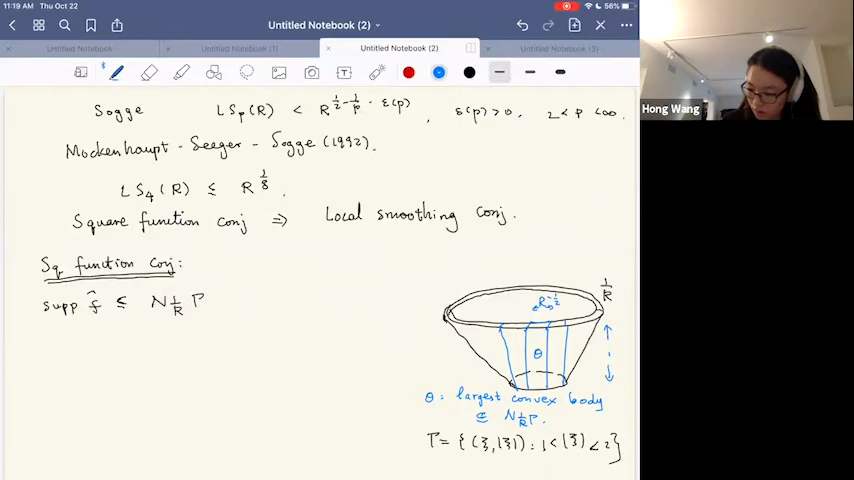 11:19 AM Thu Oct 22
56%
Untitled Notebook (2)
Untitled Notebook
Untitled Notebook (1)
Untitled Notebook (2)
Untitled Notebook (3)
Hong Wang
Sogge LS_p(R) < R^{1/2 - 1/p - ε(p)}, ε(p)>0, 2<p<∞.
Mockenhaupt - Seeger - Sogge (1992).
LS_4(R) ≤ R^{1/8}.
Square function conj ⇒ Local smoothing conj.
Sq function conj:
supp f̂ ⊆ N_{1/R} Γ
1/R
R^{-1/2}
θ
1
θ: largest convex body
⊆ N_{1/R} Γ.
Γ = { (ξ, |ξ|) : 1 < |ξ| < 2 }